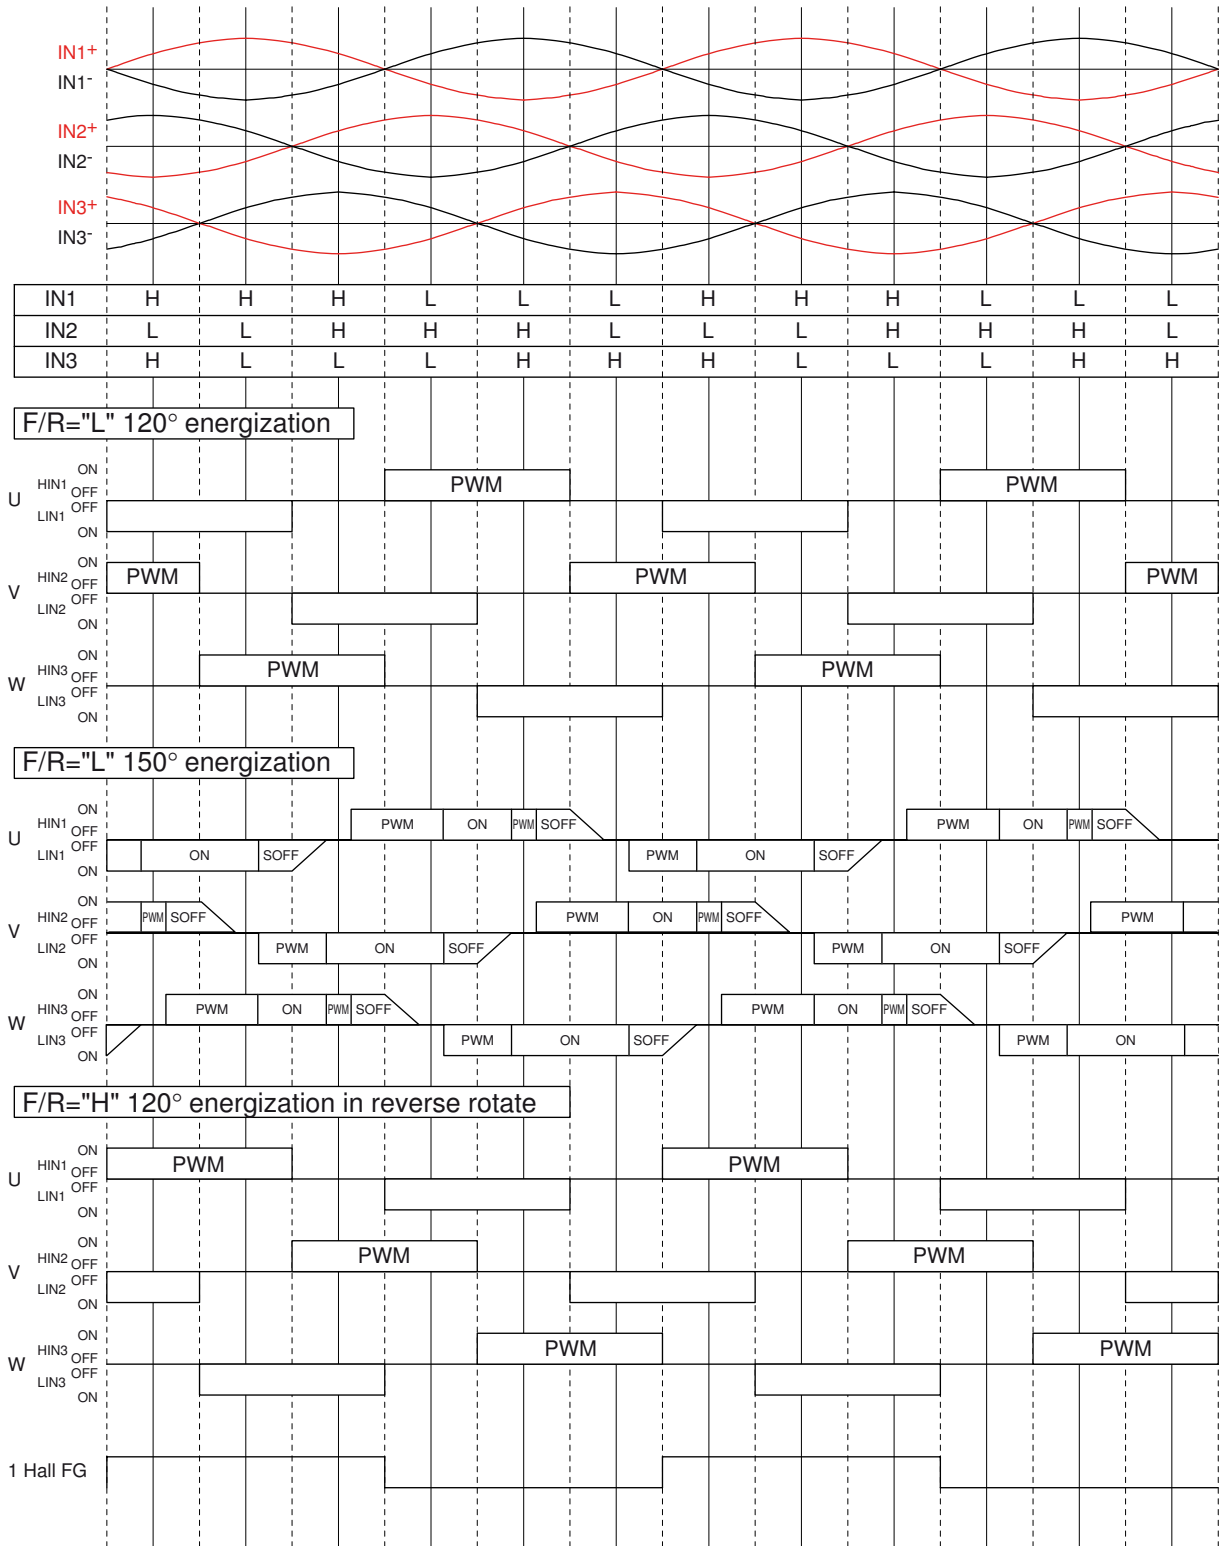 IN1+
IN1-
IN2+
IN2-
IN3+
IN3-
IN1 H H H L L L H H H L L L
IN2 L L H H H L L L H H H L
IN3 H L L L H H H L L L H H
F/R="L" 120° energization
U HIN1 ON OFF PWM PWM
LIN1 OFF ON
V HIN2 ON OFF PWM PWM PWM
LIN2 OFF ON
W HIN3 ON OFF PWM PWM
LIN3 OFF ON
F/R="L" 150° energization
U HIN1 ON OFF PWM ON PWM SOFF PWM ON PWM SOFF
LIN1 OFF ON ON SOFF PWM ON SOFF
V HIN2 ON OFF PWM SOFF PWM ON PWM SOFF PWM
LIN2 OFF ON PWM ON SOFF PWM ON SOFF
W HIN3 ON OFF PWM ON PWM SOFF PWM ON PWM SOFF
LIN3 OFF ON PWM ON SOFF PWM ON
F/R="H" 120° energization in reverse rotate
U HIN1 ON OFF PWM PWM
LIN1 OFF ON
V HIN2 ON OFF PWM PWM
LIN2 OFF ON
W HIN3 ON OFF PWM PWM
LIN3 OFF ON
1 Hall FG